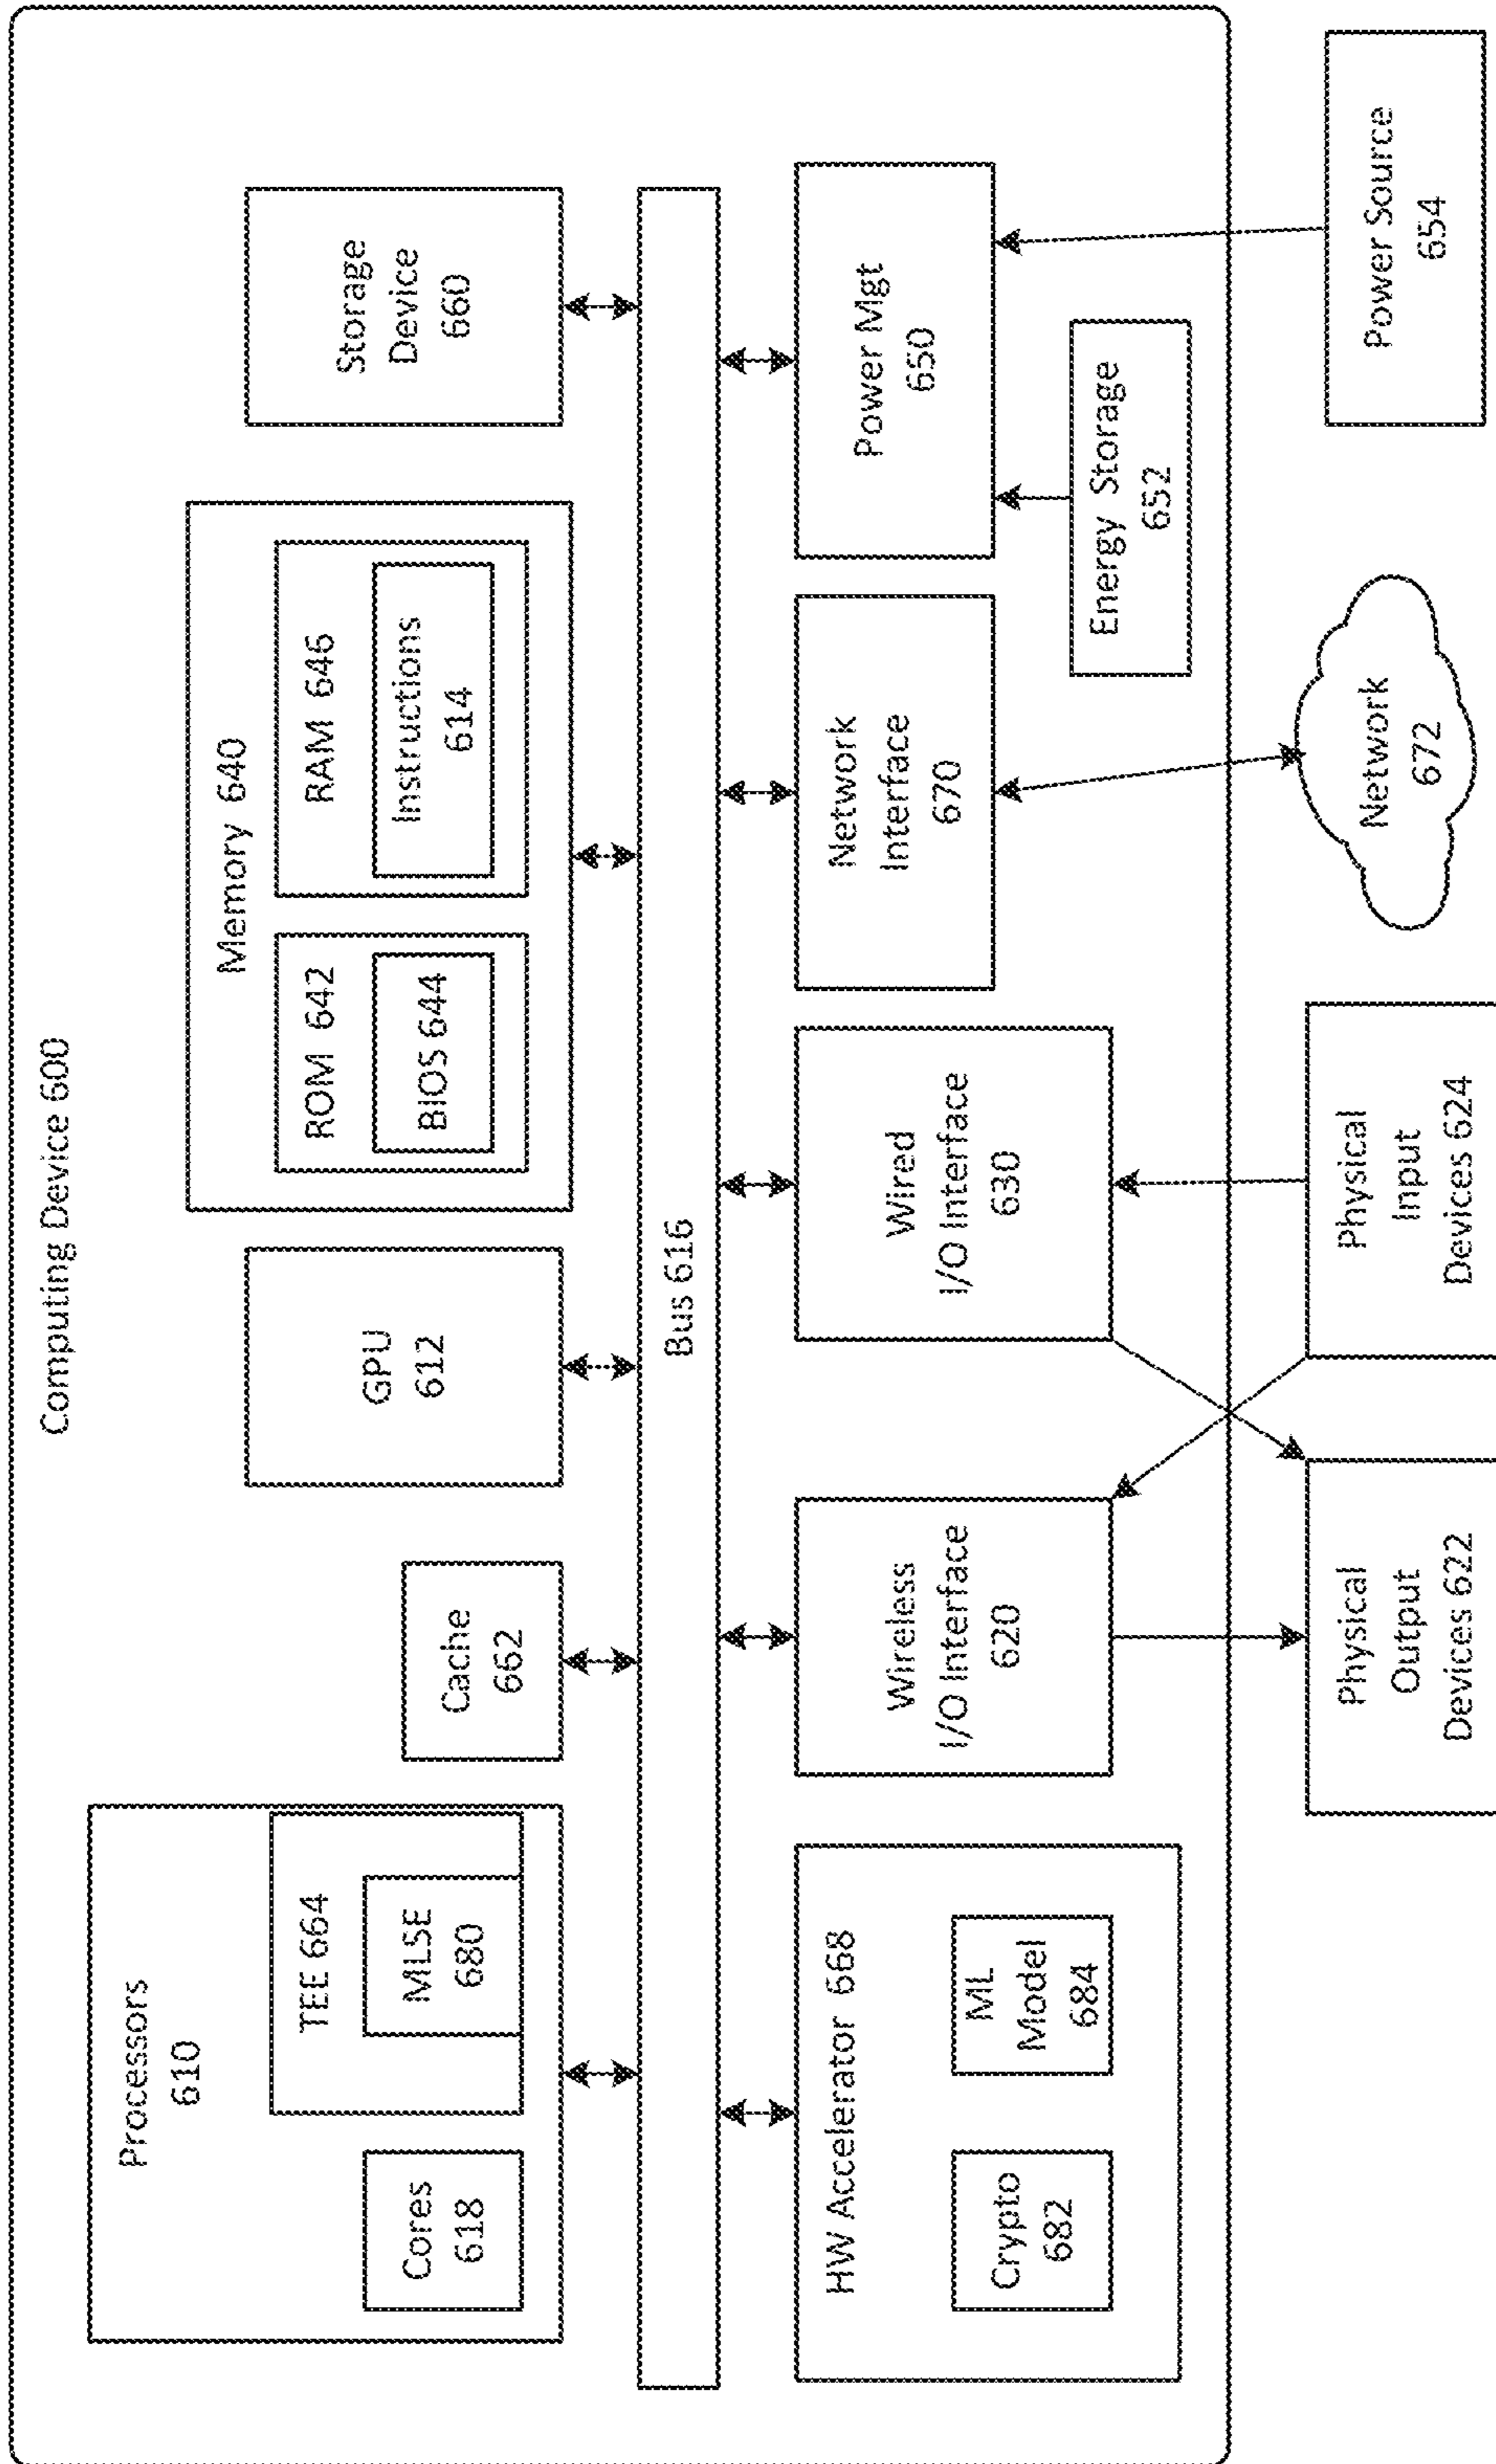 Computing Device 600
Processors
610
Cores
618
TEE 664
MLSE
680
Cache
662
GPU
612
Memory 640
ROM 642
BIOS 644
RAM 646
Instructions
614
Storage
Device
660
Bus 616
HW Accelerator 668
Crypto
682
ML
Model
684
Wireless
I/O Interface
620
Wired
I/O Interface
630
Network
Interface
670
Power Mgt
650
Energy Storage
652
Physical
Output
Devices 622
Physical
Input
Devices 624
Network
672
Power Source
654